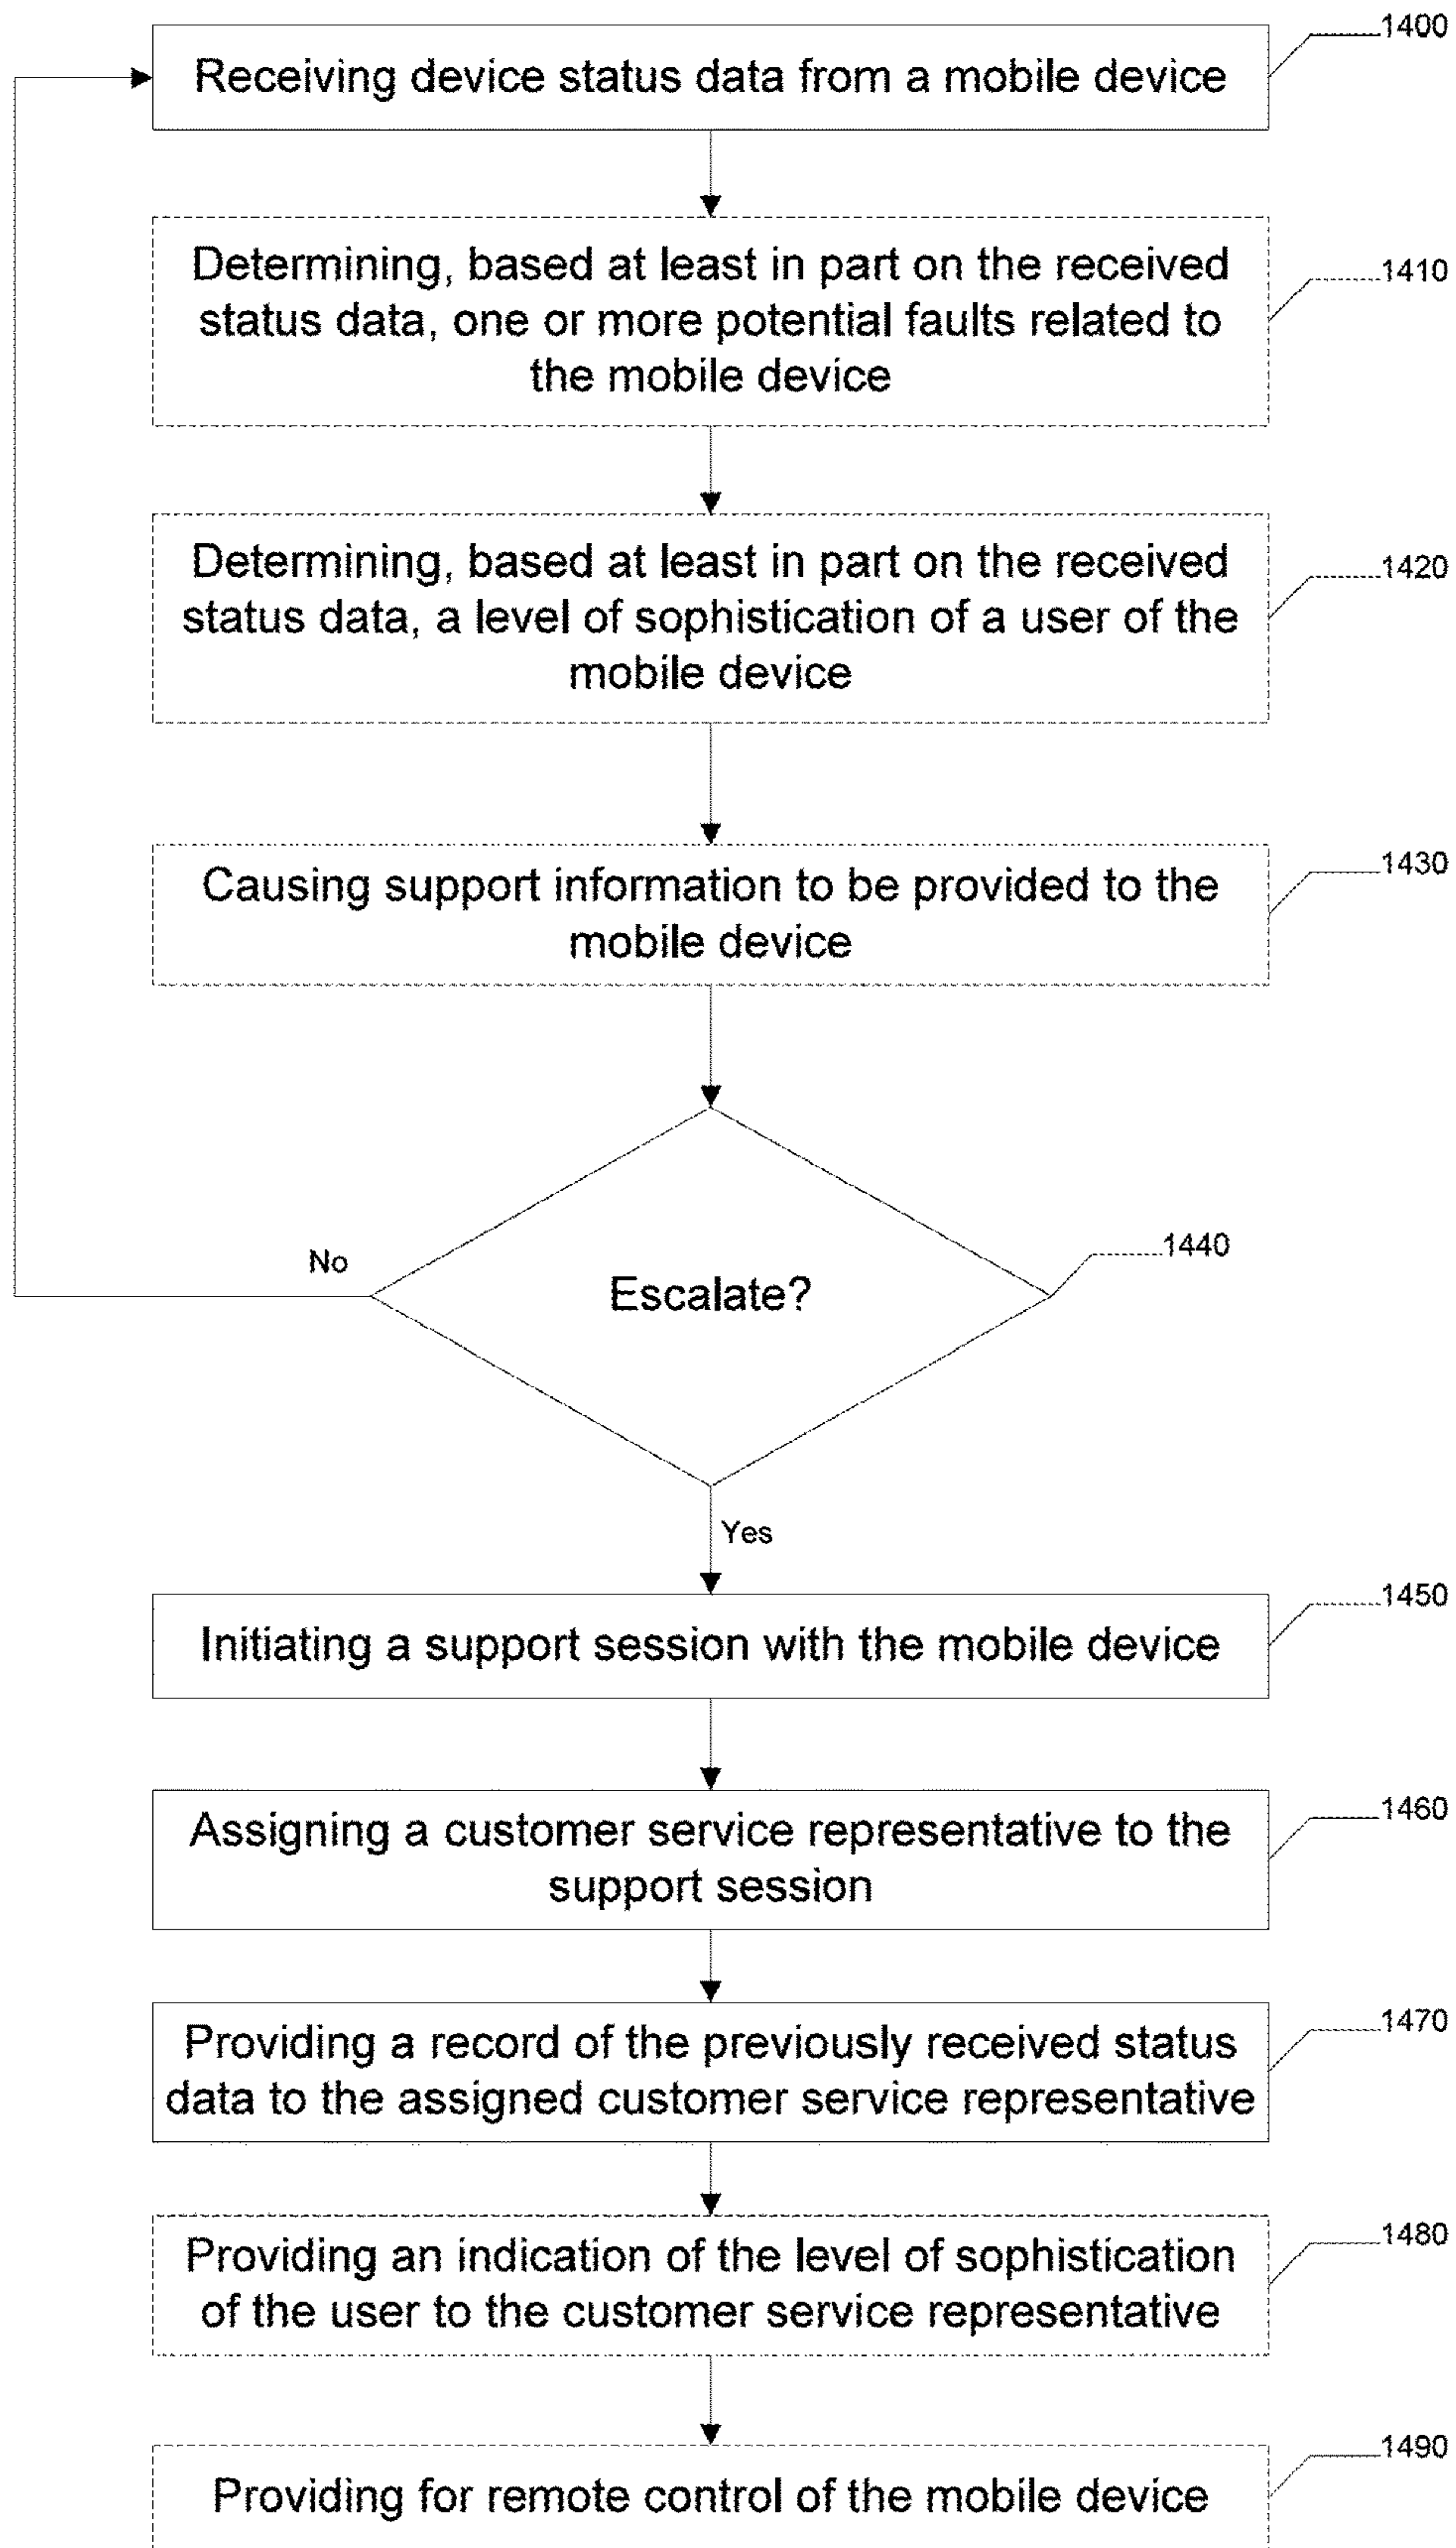 1400
Receiving device status data from a mobile device
Determining, based at least in part on the received
status data, one or more potential faults related to
the mobile device
1410
Determining, based at least in part on the received
status data, a level of sophistication of a user of the
mobile device
1420
Causing support information to be provided to the
mobile device
1430
No
Escalate?
1440
Yes
Initiating a support session with the mobile device
1450
Assigning a customer service representative to the
support session
1460
Providing a record of the previously received status
data to the assigned customer service representative
1470
Providing an indication of the level of sophistication
of the user to the customer service representative
1480
Providing for remote control of the mobile device
1490